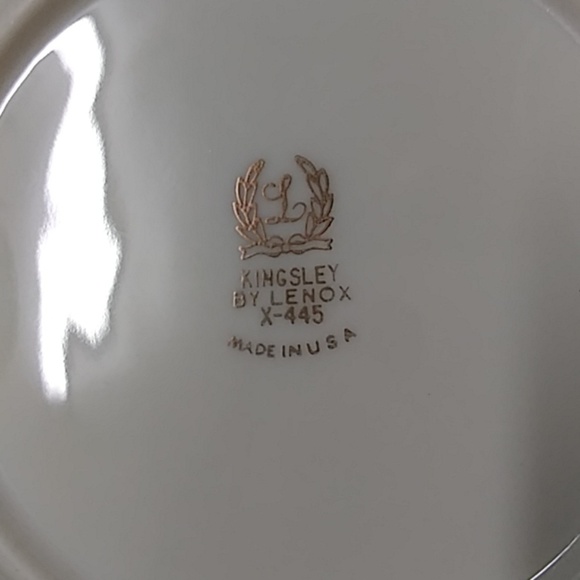 L
KINGSLEY
BY LENOX
X-445
MADE IN USA